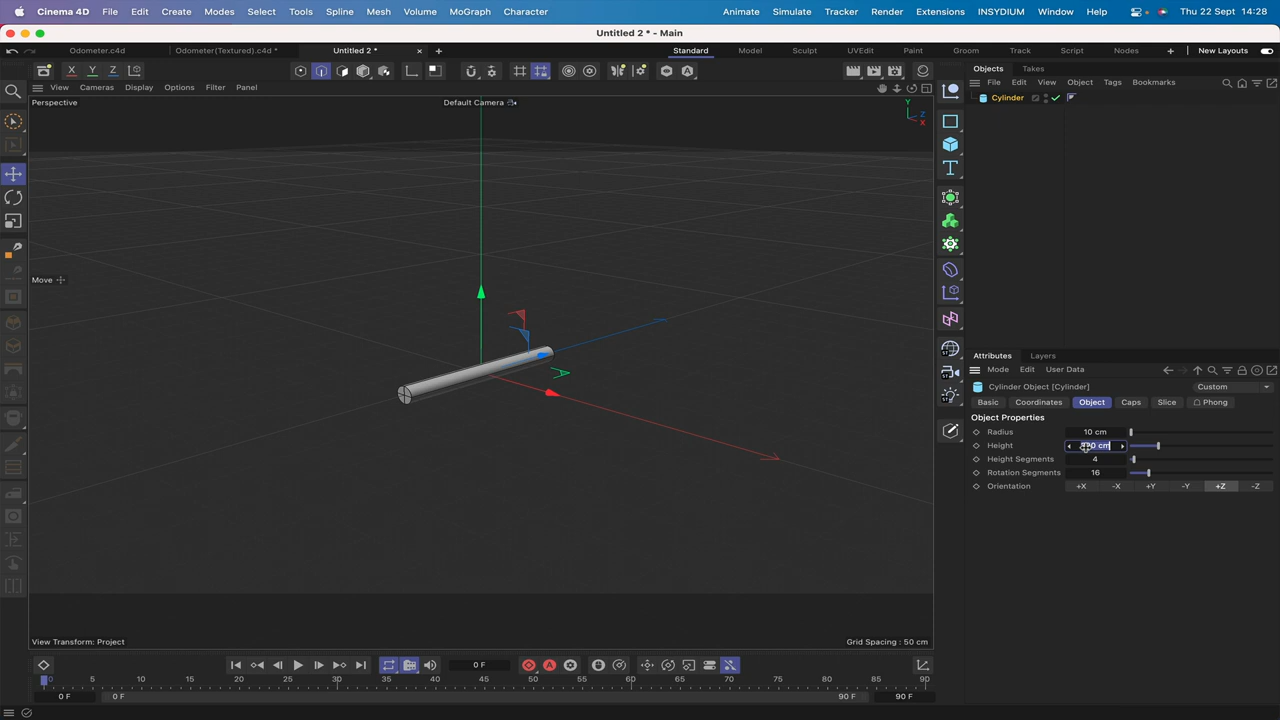 Cinema 4D File Edit Create Modes Select Tools Spline Mesh Volume MoGraph Character Animate Simulate Tracker Render Extensions INSYDIUM Window Help Thu 22 Sept 14:28
Untitled 2 * - Main
Odometer.c4d Odometer(Textured).c4d * Untitled 2 * Standard Model Sculpt UVEdit Paint Groom Track Script Nodes New Layouts
Objects Takes
View Cameras Display Options Filter Panel
File Edit View Object Tags Bookmarks
Perspective Default Camera
Cylinder
Y
Z
X
Move
Attributes Layers
Mode Edit User Data
Cylinder Object [Cylinder] Custom
Basic Coordinates Object Caps Slice Phong
Object Properties
Radius 10 cm
Height cm
Height Segments 4
Rotation Segments 16
Orientation +X -X +Y -Y +Z -Z
View Transform: Project Grid Spacing : 50 cm
0 F
0 5 10 15 20 25 30 35 40 45 50 55 60 65 70 75 80 85 90
0 F 0 F 90 F 90 F